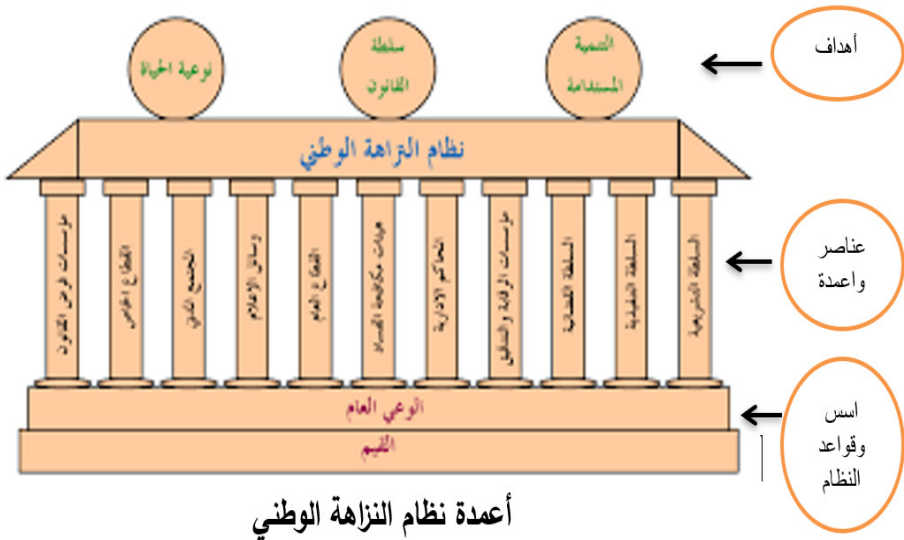 التنمية
المستدامة
سلطة
القانون
نوعية الحياة
أهداف
نظام النزاهة الوطني
السلطة التشريعية
السلطة التنفيذية
السلطة القضائية
مؤسسات الرقابة والتدقيق
المحاكم الادارية
هيئات مكافحة الفساد
القطاع العام
وسائل الإعلام
المجتمع المدني
القطاع الخاص
مؤسسات فرض القانون
عناصر
واعمدة
الوعي العام
القيم
اسس
وقواعد
النظام
أعمدة نظام النزاهة الوطني